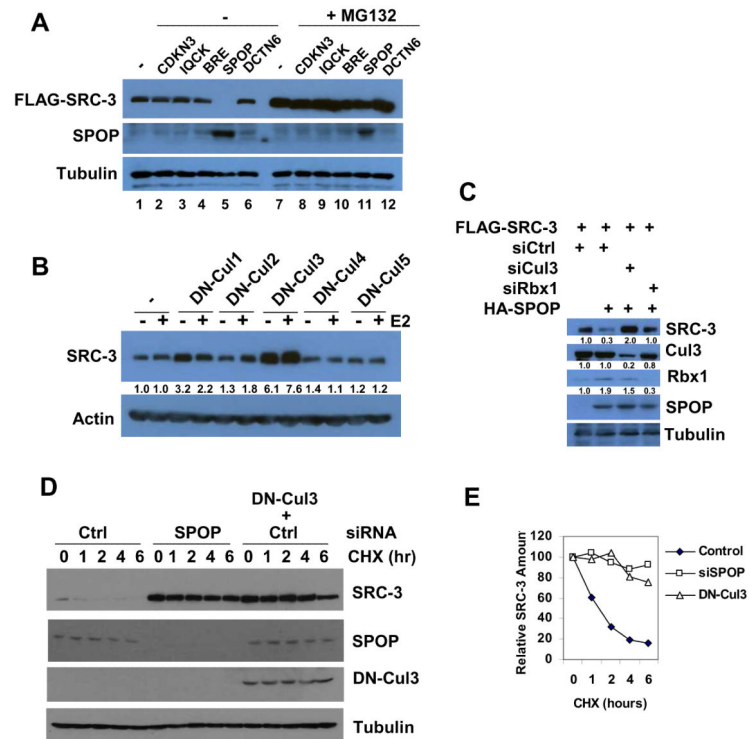 A
- + MG132
- CDKN3 IQCK BRE SPOP DCTN6 - CDKN3 IQCK BRE SPOP DCTN6
FLAG-SRC-3
SPOP
Tubulin
1 2 3 4 5 6 7 8 9 10 11 12
B
- DN-Cul1 DN-Cul2 DN-Cul3 DN-Cul4 DN-Cul5
- + - + - + - + - + - + E2
SRC-3
1.0 1.0 3.2 2.2 1.3 1.8 6.1 7.6 1.4 1.1 1.2 1.2
Actin
C
FLAG-SRC-3 + + + +
siCtrl + +
siCul3 +
siRbx1 +
HA-SPOP + + +
SRC-3
1.0 0.3 2.0 1.0
Cul3
1.0 1.0 0.2 0.8
Rbx1
1.0 1.9 1.5 0.3
SPOP
Tubulin
D
DN-Cul3
+
Ctrl SPOP Ctrl siRNA
0 1 2 4 6 0 1 2 4 6 0 1 2 4 6 CHX (hr)
SRC-3
SPOP
DN-Cul3
Tubulin
E
Relative SRC-3 Amoun
120
100
80
60
40
20
0
0 1 2 4 6
CHX (hours)
Control
siSPOP
DN-Cul3